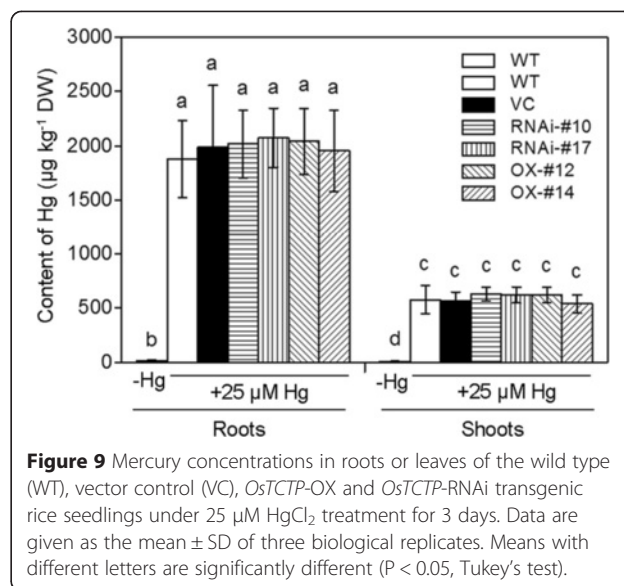 3000
2500
2000
1500
1000
500
0
Content of Hg (µg kg⁻¹ DW)
WT
WT
VC
RNAi-#10
RNAi-#17
OX-#12
OX-#14
b a a a a a a
d c c c c c c
-Hg +25 µM Hg -Hg +25 µM Hg
Roots Shoots
Figure 9 Mercury concentrations in roots or leaves of the wild type
(WT), vector control (VC), OsTCTP-OX and OsTCTP-RNAi transgenic
rice seedlings under 25 µM HgCl₂ treatment for 3 days. Data are
given as the mean ± SD of three biological replicates. Means with
different letters are significantly different (P < 0.05, Tukey's test).